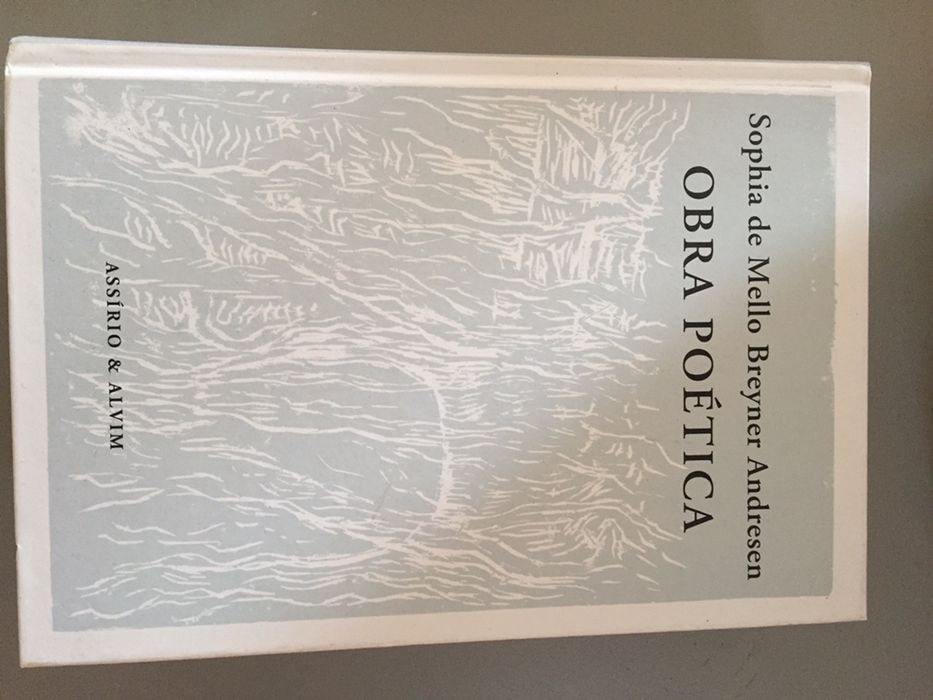 Sophia de Mello Breyner Andresen
OBRA POÉTICA
ASSÍRIO & ALVIM